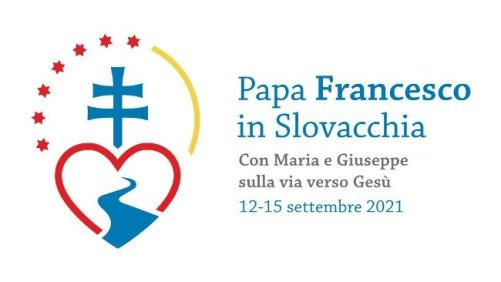 Papa Francesco
in Slovacchia
Con Maria e Giuseppe
sulla via verso Gesù
12-15 settembre 2021